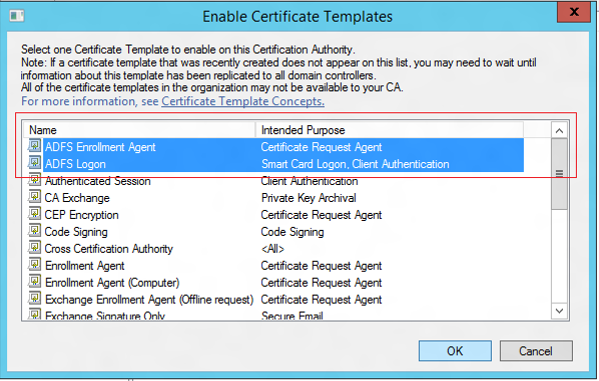 Enable Certificate Templates
x
Select one Certificate Template to enable on this Certification Authority.
Note: If a certificate template that was recently created does not appear on this list, you may need to wait until
information about this template has been replicated to all domain controllers.
All of the certificate templates in the organization may not be available to your CA.
For more information, see Certificate Template Concepts.
Name Intended Purpose
ADFS Enrollment Agent Certificate Request Agent
ADFS Logon Smart Card Logon, Client Authentication
Authenticated Session Client Authentication
CA Exchange Private Key Archival
CEP Encryption Certificate Request Agent
Code Signing Code Signing
Cross Certification Authority <All>
Enrollment Agent Certificate Request Agent
Enrollment Agent (Computer) Certificate Request Agent
Exchange Enrollment Agent (Offline request) Certificate Request Agent
Exchange Signature Only Secure Email
OK Cancel